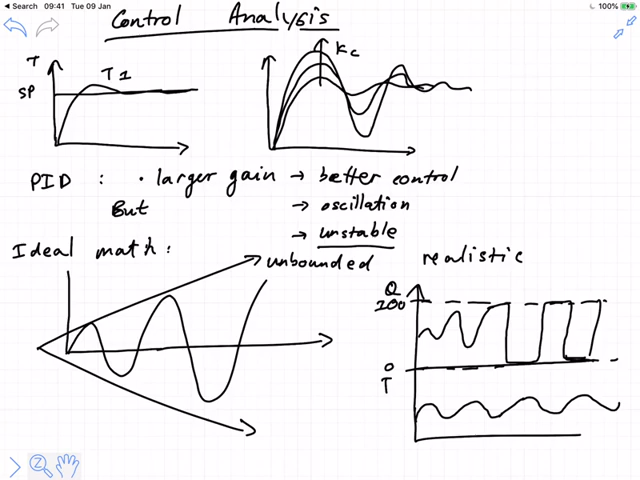 Search 09:41 Tue 09 Jan 100%
Control Analysis
T
T1
SP
Kc
PID : · larger gain → better control
But → oscillation
→ unstable
Ideal math :
unbounded
realistic
Q
100
0
T